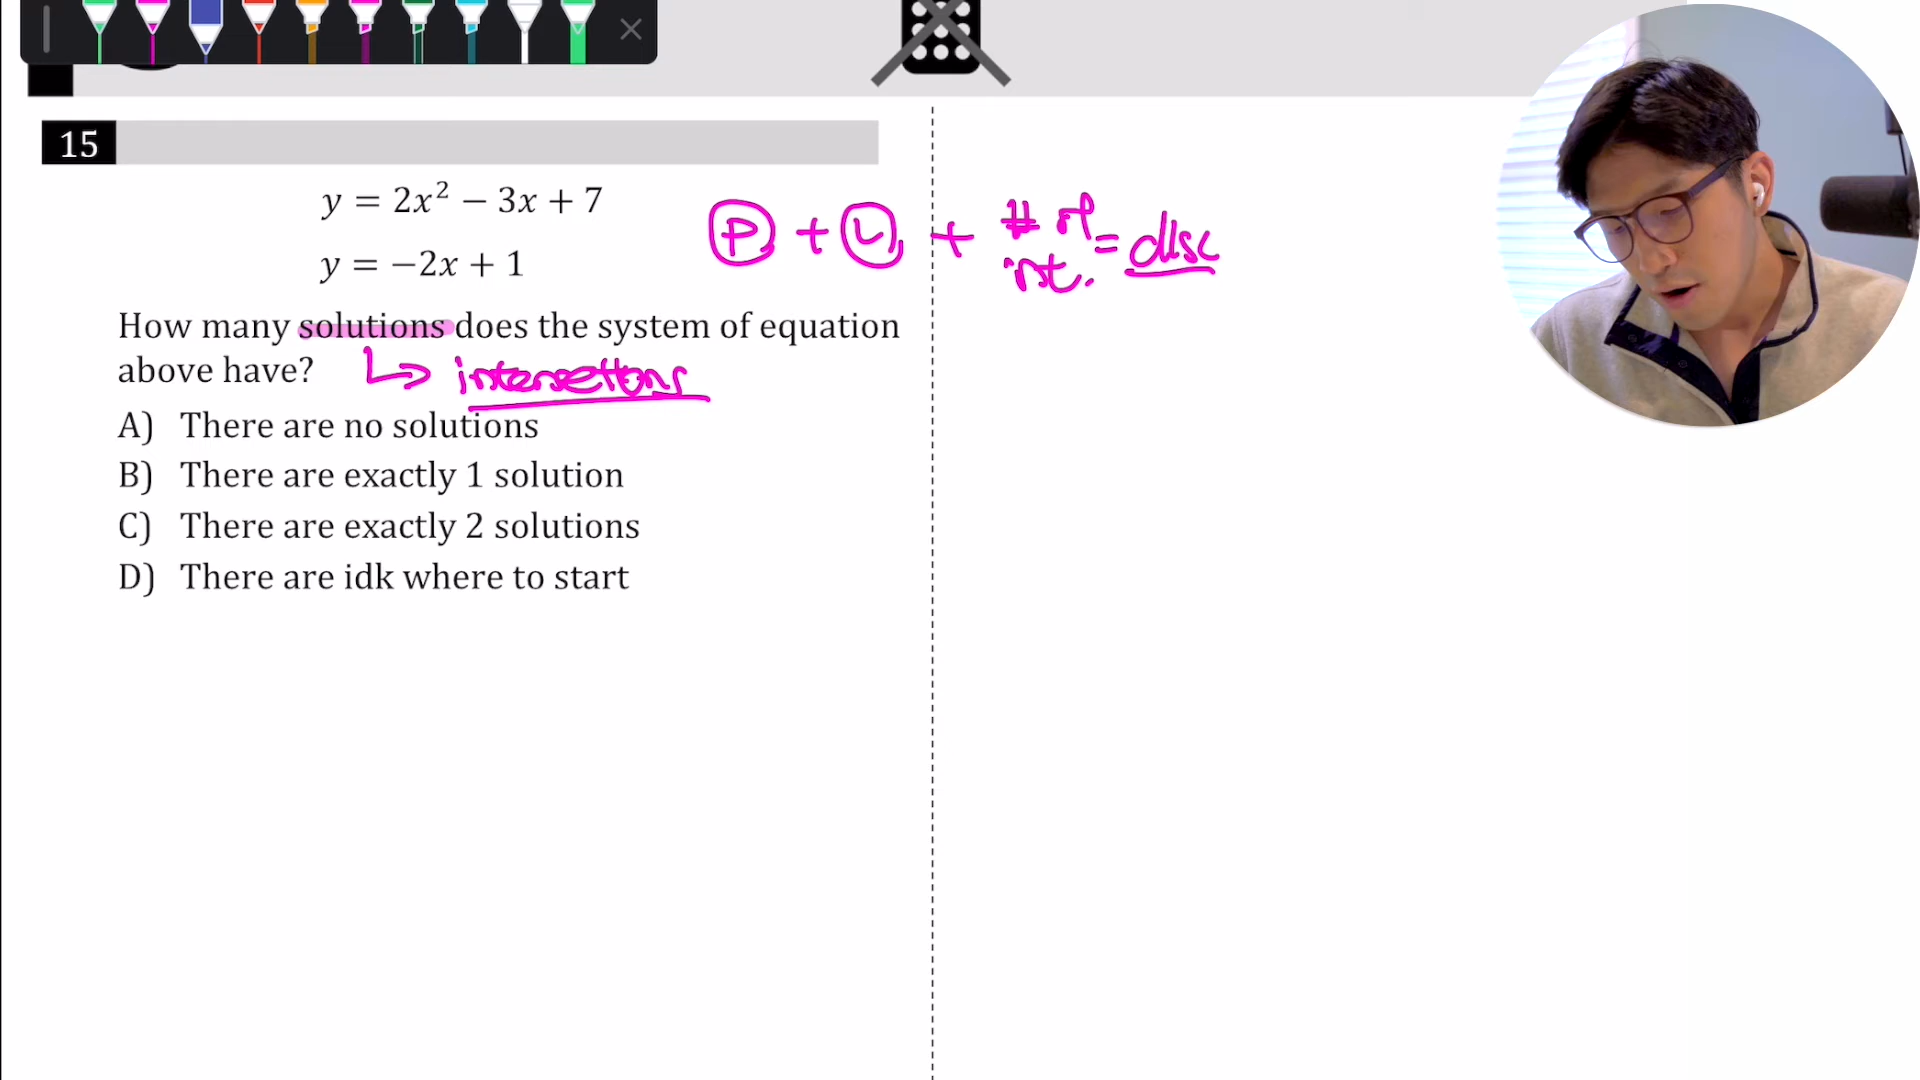 15
y = 2x² − 3x + 7
y = −2x + 1
P + L + # of int. = disc
How many solutions does the system of equation
above have?
↳ intersections
A) There are no solutions
B) There are exactly 1 solution
C) There are exactly 2 solutions
D) There are idk where to start